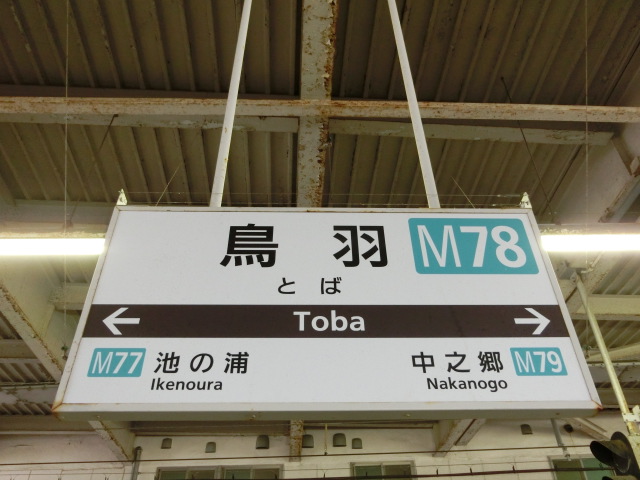 鳥羽 M78
とば
← Toba →
M77 池の浦 中之郷 M79
Ikenoura Nakanogo